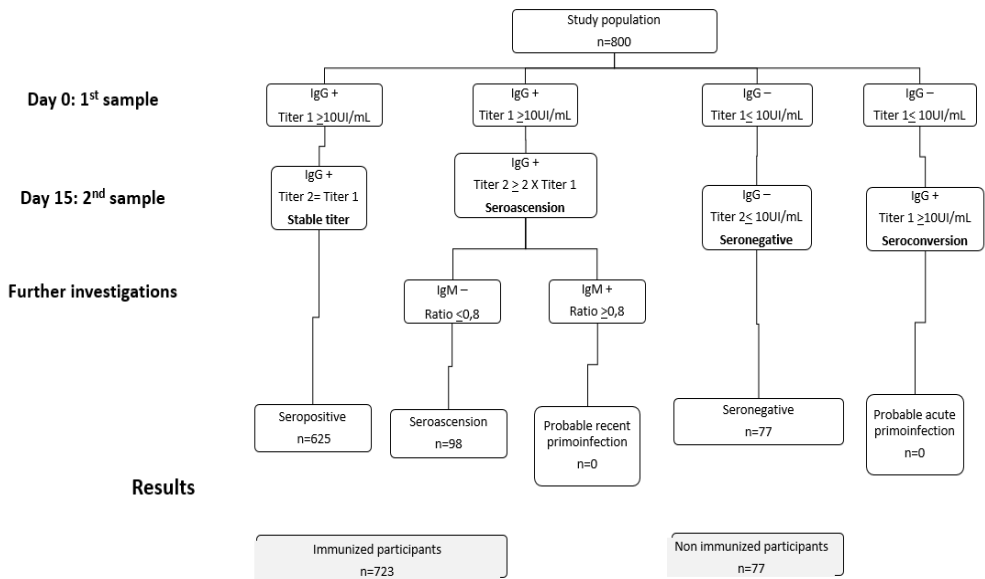 Study population
n=800
Day 0: 1st sample
IgG +
Titer 1 ≥10UI/mL
IgG +
Titer 1 ≥10UI/mL
IgG –
Titer 1≤ 10UI/mL
IgG –
Titer 1≤ 10UI/mL
Day 15: 2nd sample
IgG +
Titer 2= Titer 1
Stable titer
IgG +
Titer 2 ≥ 2 X Titer 1
Seroascension
IgG –
Titer 2≤ 10UI/mL
Seronegative
IgG +
Titer 1 ≥10UI/mL
Seroconversion
Further investigations
IgM –
Ratio ≤0,8
IgM +
Ratio ≥0,8
Seropositive
n=625
Seroascension
n=98
Probable recent
primoinfection
n=0
Seronegative
n=77
Probable acute
primoinfection
n=0
Results
Immunized participants
n=723
Non immunized participants
n=77